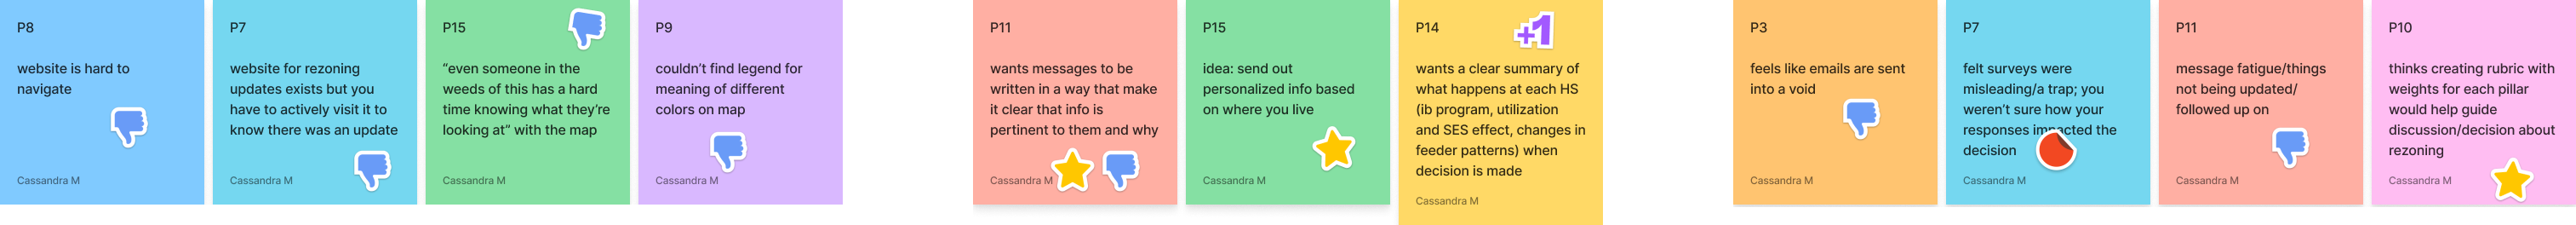 P8
website is hard to
navigate
Cassandra M
P7
website for rezoning
updates exists but you
have to actively visit it to
know there was an update
Cassandra M
P15
“even someone in the
weeds of this has a hard
time knowing what they’re
looking at” with the map
Cassandra M
P9
couldn’t find legend for
meaning of different
colors on map
Cassandra M
P11
wants messages to be
written in a way that make
it clear that info is
pertinent to them and why
Cassandra M
P15
idea: send out
personalized info based
on where you live
Cassandra M
P14
+1
wants a clear summary of
what happens at each HS
(ib program, utilization
and SES effect, changes in
feeder patterns) when
decision is made
Cassandra M
P3
feels like emails are sent
into a void
Cassandra M
P7
felt surveys were
misleading/a trap; you
weren’t sure how your
responses impacted the
decision
Cassandra M
P11
message fatigue/things
not being updated/
followed up on
Cassandra M
P10
thinks creating rubric with
weights for each pillar
would help guide
discussion/decision about
rezoning
Cassandra M